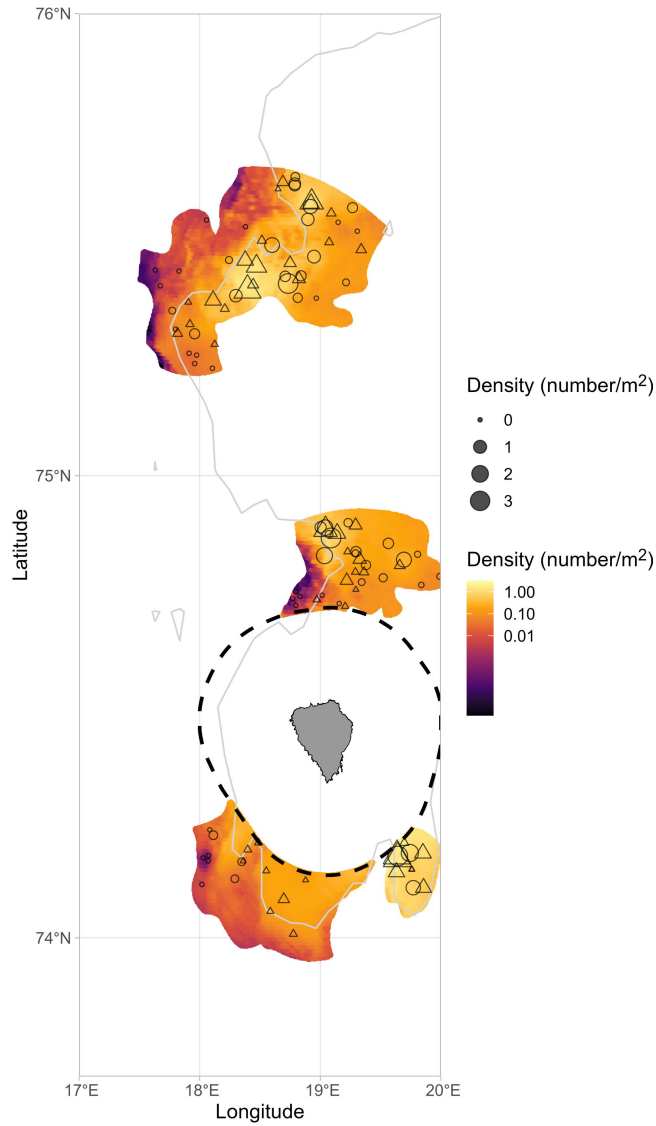 76°N
75°N
74°N
Latitude
17°E
18°E
19°E
20°E
Longitude
Density (number/m²)
0
1
2
3
Density (number/m²)
1.00
0.10
0.01